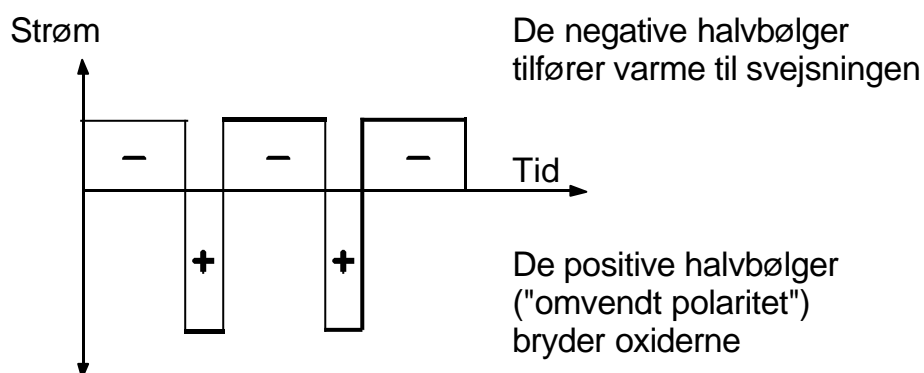 Strøm
De negative halvbølger
tilfører varme til svejsningen
− − −
Tid
+ +
De positive halvbølger
("omvendt polaritet")
bryder oxiderne